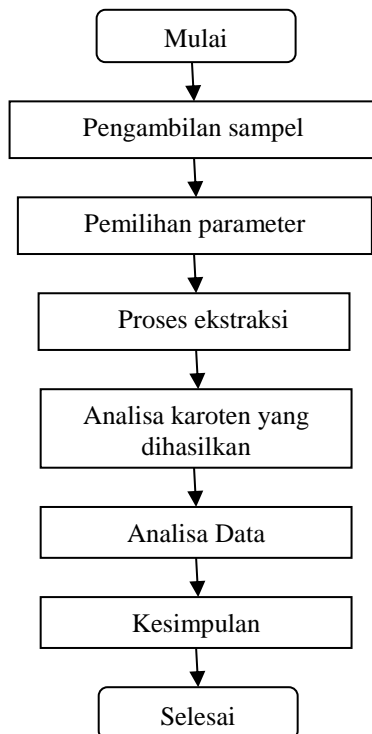 Mulai
Pengambilan sampel
Pemilihan parameter
Proses ekstraksi
Analisa karoten yang
dihasilkan
Analisa Data
Kesimpulan
Selesai